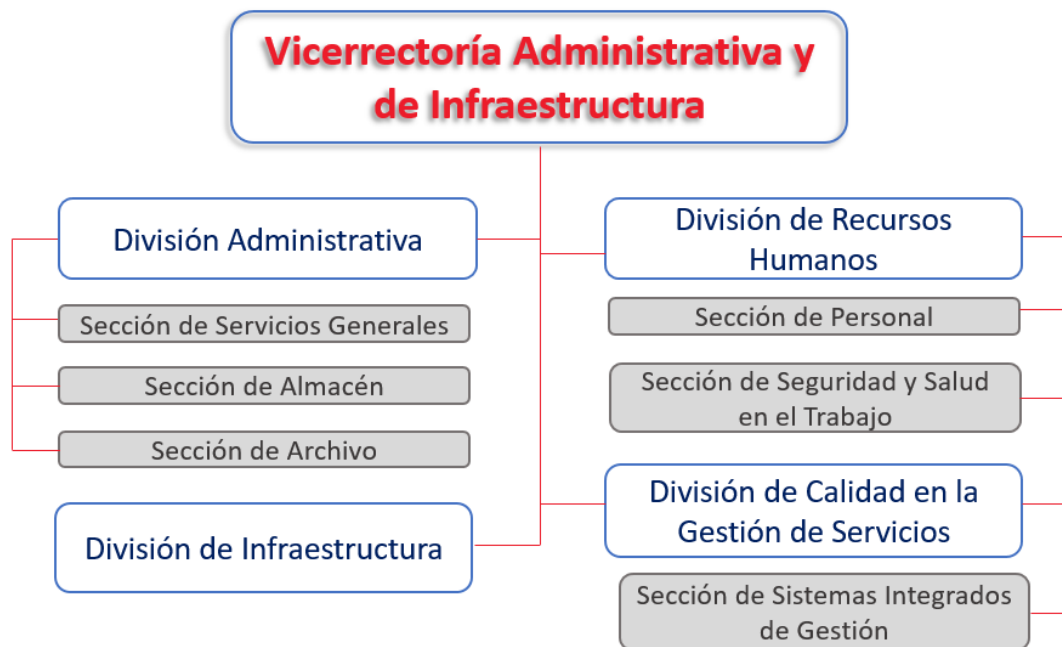 Vicerrectoría Administrativa y
de Infraestructura
División Administrativa
Sección de Servicios Generales
Sección de Almacén
Sección de Archivo
División de Infraestructura
División de Recursos
Humanos
Sección de Personal
Sección de Seguridad y Salud
en el Trabajo
División de Calidad en la
Gestión de Servicios
Sección de Sistemas Integrados
de Gestión